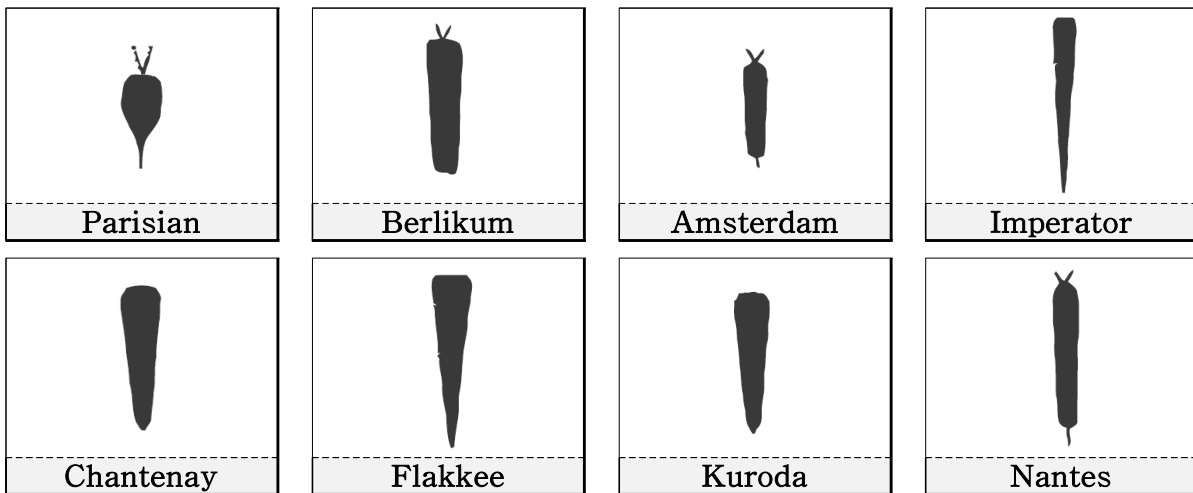 Parisian
Berlikum
Amsterdam
Imperator
Chantenay
Flakkee
Kuroda
Nantes